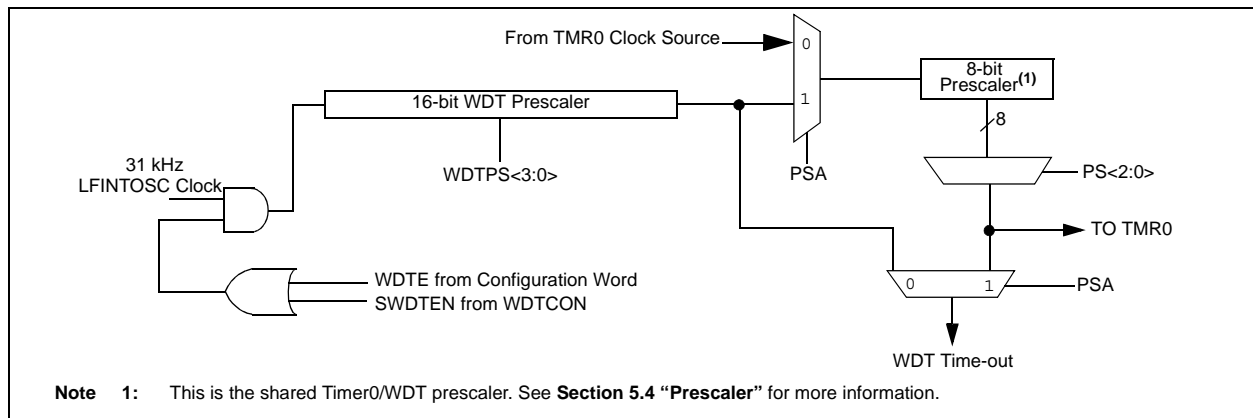 From TMR0 Clock Source
0
1
8-bit
Prescaler(1)
16-bit WDT Prescaler
8
31 kHz
LFINTOSC Clock
WDTPS<3:0>
PSA
PS<2:0>
TO TMR0
WDTE from Configuration Word
SWDTEN from WDTCON
0 1
PSA
WDT Time-out
Note 1: This is the shared Timer0/WDT prescaler. See Section 5.4 “Prescaler” for more information.